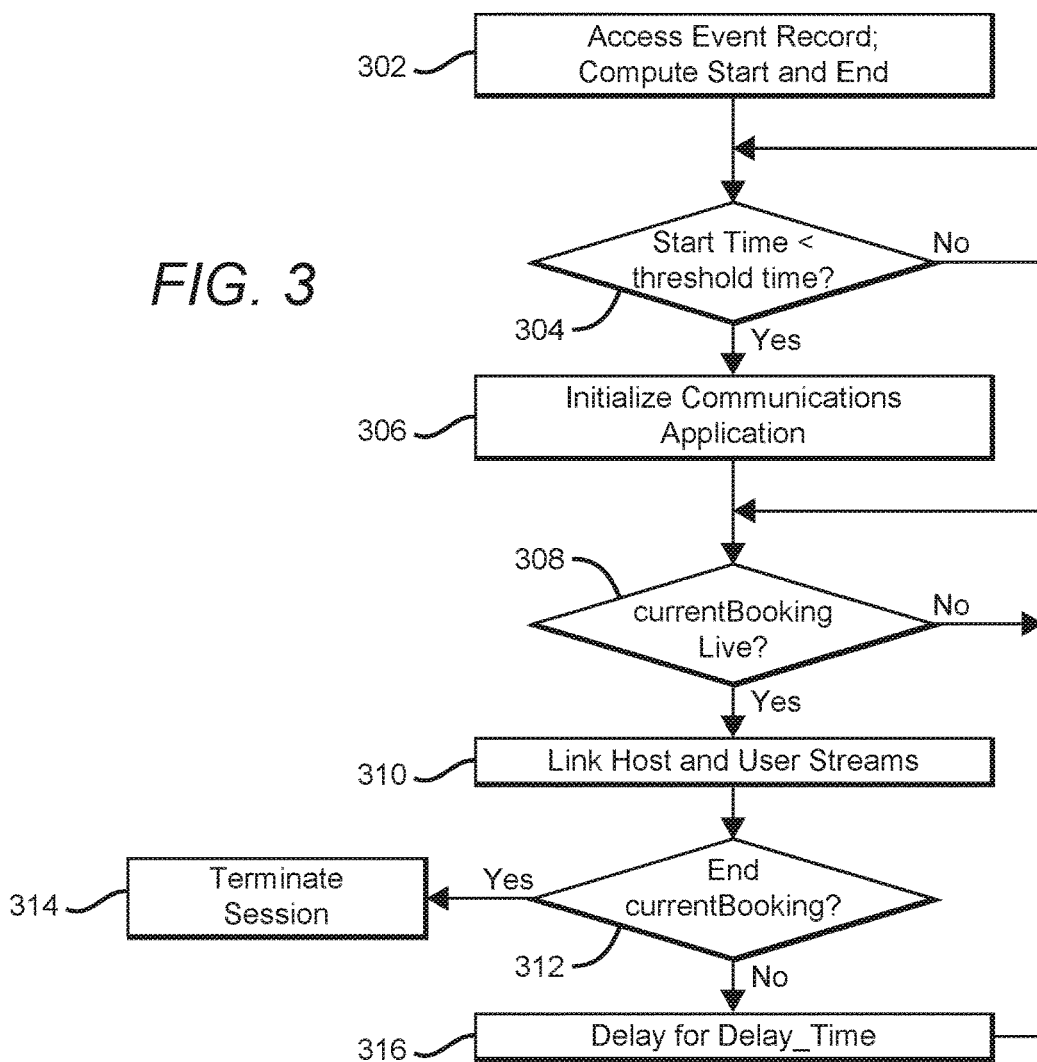 302
Access Event Record;
Compute Start and End
FIG. 3
Start Time <
threshold time?
No
304
Yes
306
Initialize Communications
Application
308
currentBooking
Live?
No
Yes
310
Link Host and User Streams
314
Terminate
Session
Yes
End
currentBooking?
312
No
316
Delay for Delay_Time